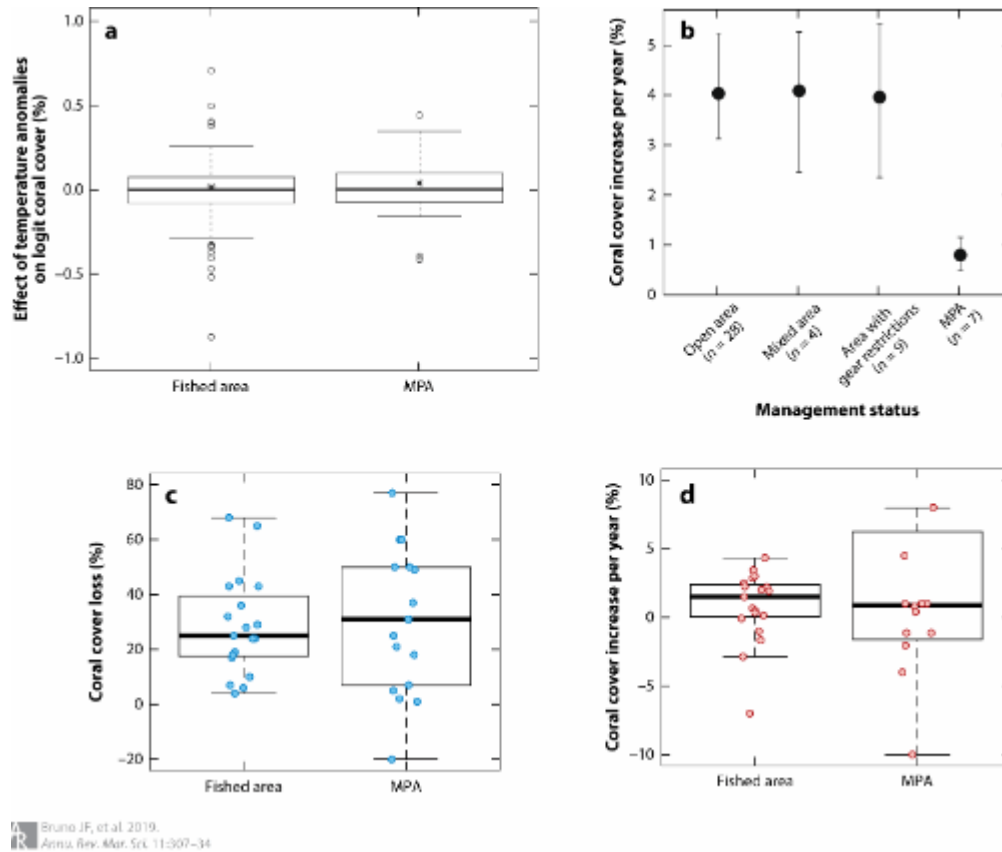 a
Effect of temperature anomalies
on logit coral cover (%)
1.0
0.5
0.0
−0.5
−1.0
Fished area
MPA
b
Coral cover increase per year (%)
5
4
3
2
1
0
Open area
(n = 28)
Mixed area
(n = 4)
Area with
gear restrictions
(n = 9)
MPA
(n = 7)
Management status
c
Coral cover loss (%)
80
60
40
20
0
−20
Fished area
MPA
d
Coral cover increase per year (%)
10
5
0
−5
−10
Fished area
MPA
AR
Bruno JF, et al. 2019.
Annu. Rev. Mar. Sci. 11:307–34